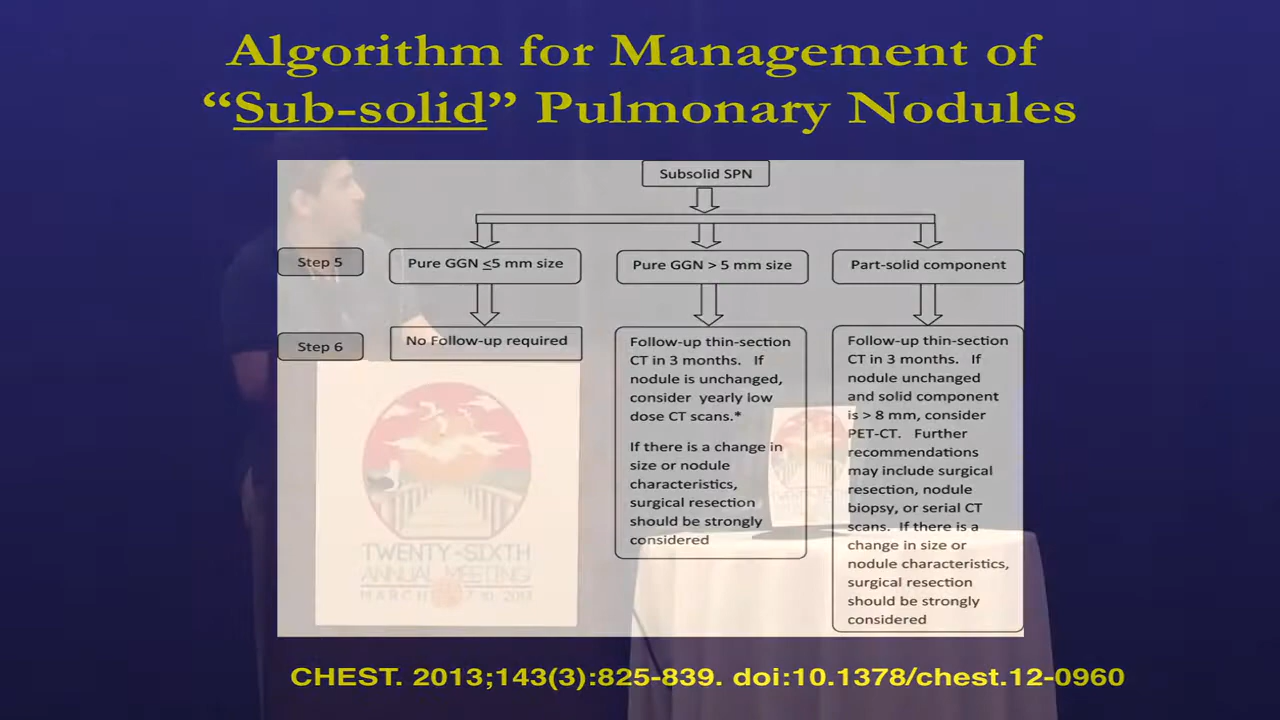 Algorithm for Management of
“Sub-solid” Pulmonary Nodules
Subsolid SPN
Step 5
Pure GGN ≤5 mm size
Pure GGN > 5 mm size
Part-solid component
Step 6
No Follow-up required
Follow-up thin-section
CT in 3 months. If
nodule is unchanged,
consider yearly low
dose CT scans.*
If there is a change in
size or nodule
characteristics,
surgical resection
should be strongly
considered
Follow-up thin-section
CT in 3 months. If
nodule unchanged
and solid component
is > 8 mm, consider
PET-CT. Further
recommendations
may include surgical
resection, nodule
biopsy, or serial CT
scans. If there is a
change in size or
nodule characteristics,
surgical resection
should be strongly
considered
TWENTY-SIXTH
ANNUAL MEETING
CHEST. 2013;143(3):825-839. doi:10.1378/chest.12-0960